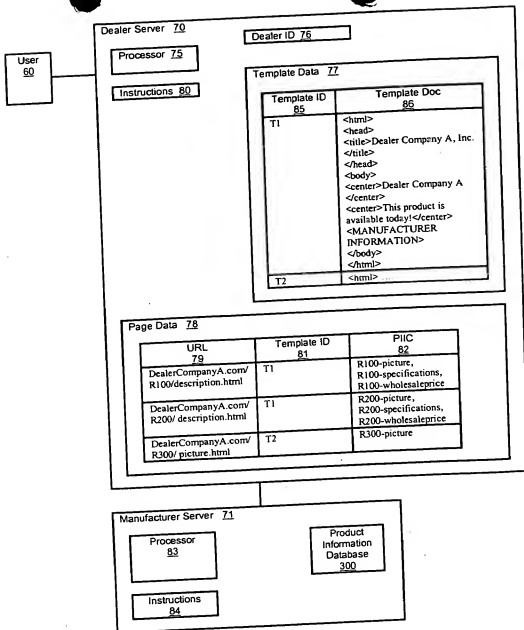 Dealer Server 70
Dealer ID 76
User
60
Processor 75
Instructions 80
Template Data 77
Template ID
85
Template Doc
86
T1
<html>
<head>
<title>Dealer Company A, Inc.
</title>
</head>
<body>
<center>Dealer Company A
</center>
<center>This product is
available today!</center>
<MANUFACTURER
INFORMATION>
</body>
</html>
T2
<html> ...
Page Data 78
URL
79
Template ID
81
PIIC
82
DealerCompanyA.com/
R100/description.html
T1
R100-picture,
R100-specifications,
R100-wholesaleprice
DealerCompanyA.com/
R200/ description.html
T1
R200-picture,
R200-specifications,
R200-wholesaleprice
DealerCompanyA.com/
R300/ picture.html
T2
R300-picture
Manufacturer Server 71
Processor
83
Product
Information
Database
300
Instructions
84